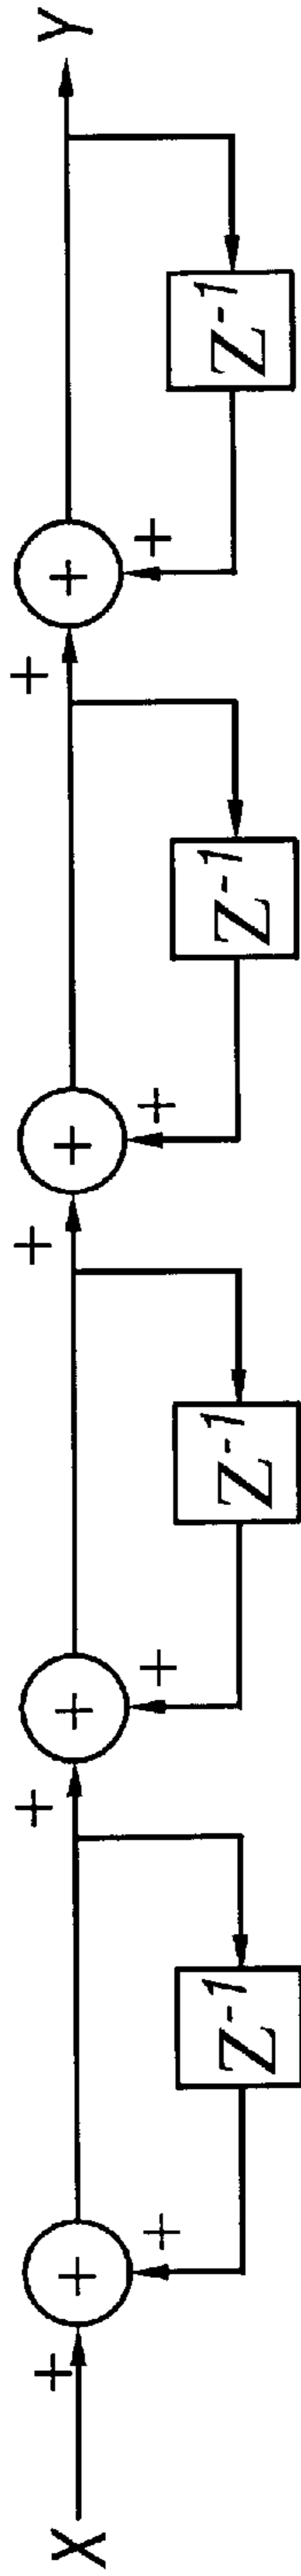 X + + + Z⁻¹ + + + Z⁻¹ + + + Z⁻¹ + + + Z⁻¹ Y